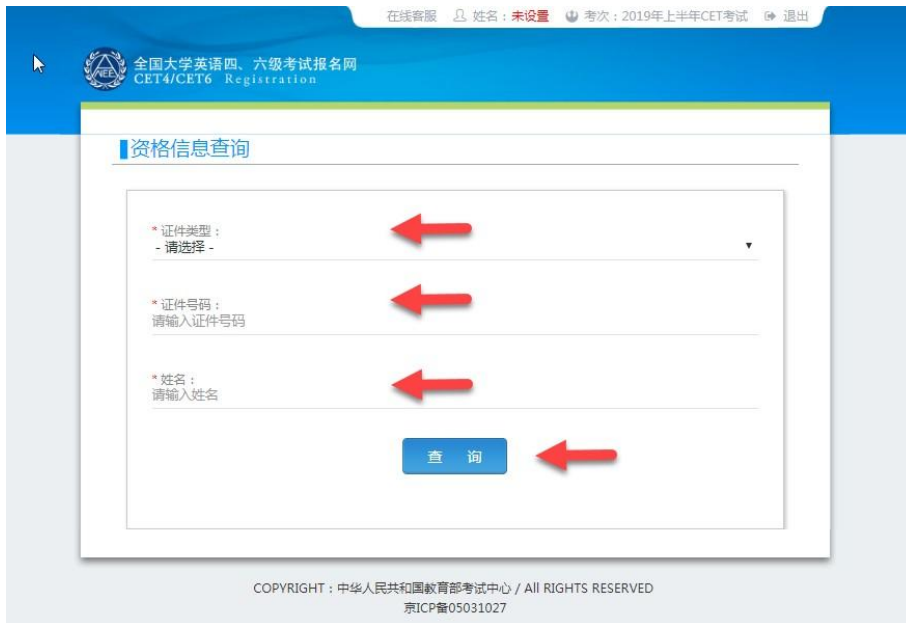 在线客服 姓名：未设置 考次：2019年上半年CET考试 退出
NEEA
全国大学英语四、六级考试报名网
CET4/CET6 Registration
资格信息查询
* 证件类型：
- 请选择 -
* 证件号码：
请输入证件号码
* 姓名：
请输入姓名
查 询
COPYRIGHT：中华人民共和国教育部考试中心 / All RIGHTS RESERVED
京ICP备05031027